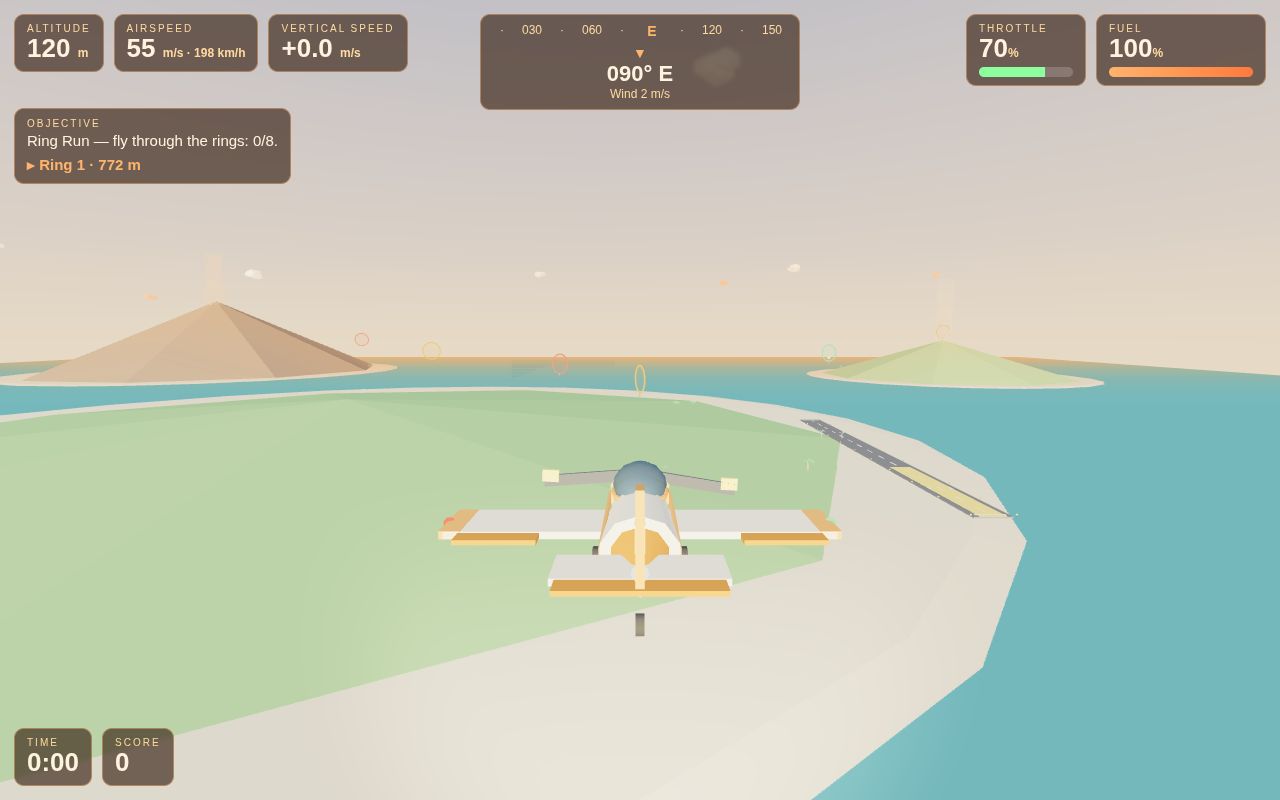 ALTITUDE
120 m
AIRSPEED
55 m/s · 198 km/h
VERTICAL SPEED
+0.0 m/s
· 030 · 060 · E · 120 · 150
▼
090° E
Wind 2 m/s
THROTTLE
70%
FUEL
100%
OBJECTIVE
Ring Run — fly through the rings: 0/8.
▸ Ring 1 · 772 m
TIME
0:00
SCORE
0